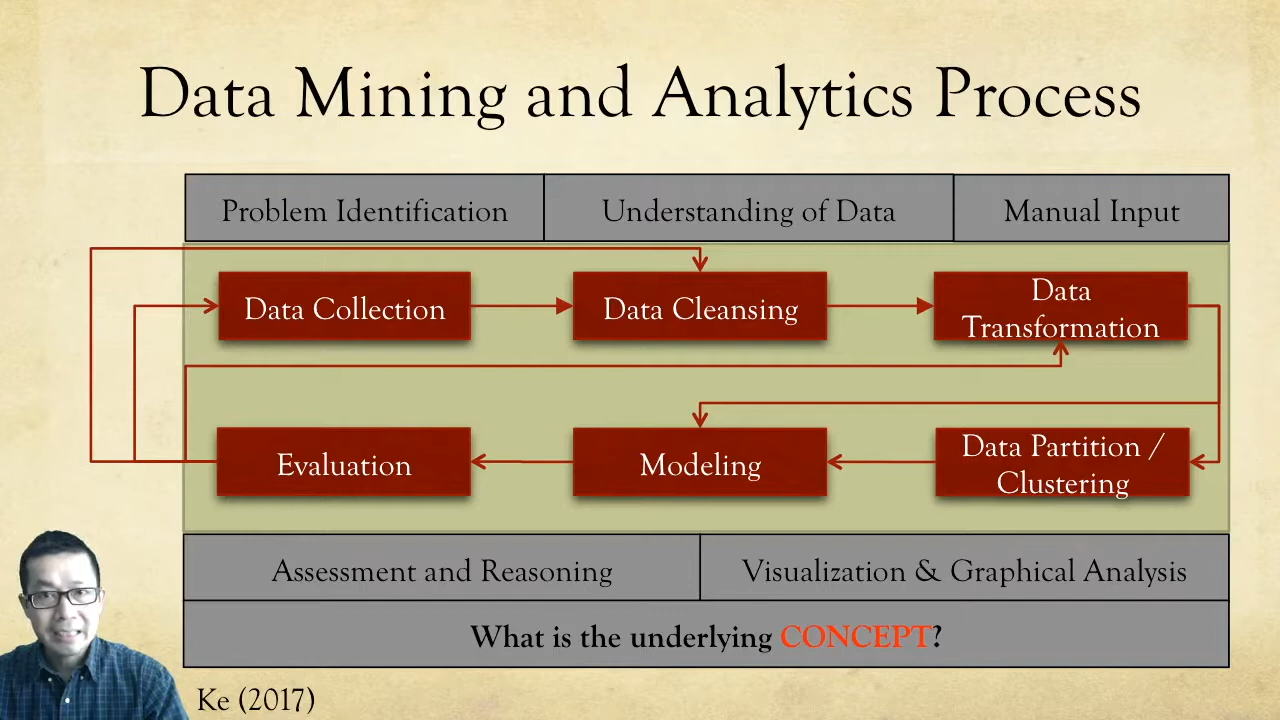 Data Mining and Analytics Process
Problem Identification
Understanding of Data
Manual Input
Data Collection
Data Cleansing
Data
Transformation
Evaluation
Modeling
Data Partition /
Clustering
Assessment and Reasoning
Visualization & Graphical Analysis
What is the underlying CONCEPT?
Ke (2017)